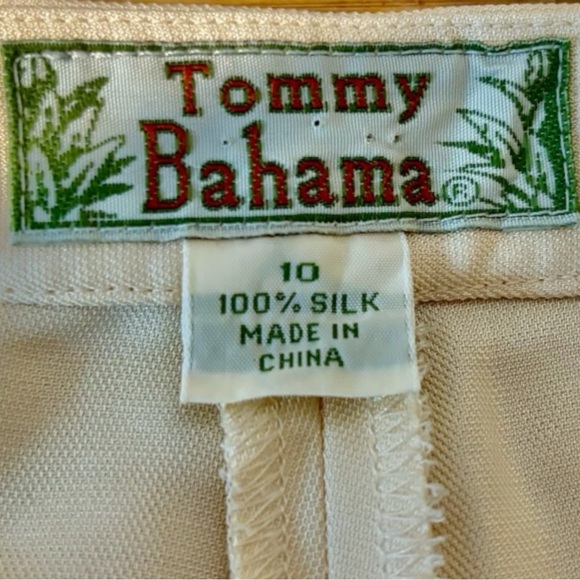 Tommy
Bahama®
10
100% SILK
MADE IN
CHINA